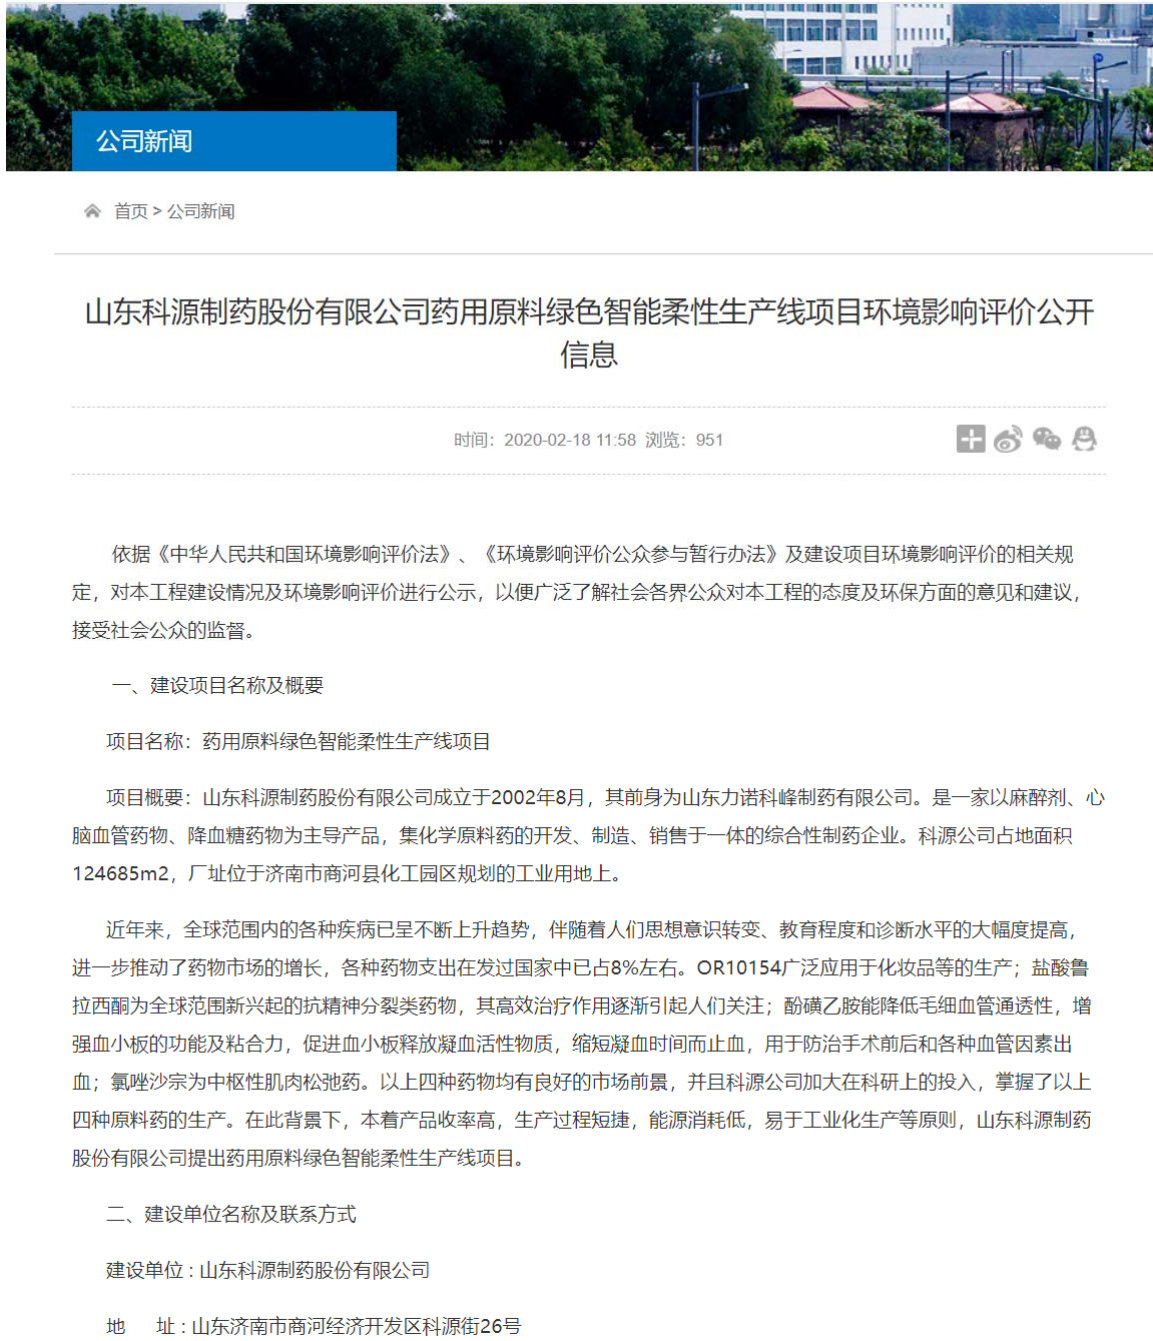 公司新闻
首页 > 公司新闻
山东科源制药股份有限公司药用原料绿色智能柔性生产线项目环境影响评价公开
信息
时间：2020-02-18 11:58 浏览：951
依据《中华人民共和国环境影响评价法》、《环境影响评价公众参与暂行办法》及建设项目环境影响评价的相关规
定，对本工程建设情况及环境影响评价进行公示，以便广泛了解社会各界公众对本工程的态度及环保方面的意见和建议，
接受社会公众的监督。
一、建设项目名称及概要
项目名称：药用原料绿色智能柔性生产线项目
项目概要：山东科源制药股份有限公司成立于2002年8月，其前身为山东力诺科峰制药有限公司。是一家以麻醉剂、心
脑血管药物、降血糖药物为主导产品，集化学原料药的开发、制造、销售于一体的综合性制药企业。科源公司占地面积
124685m2，厂址位于济南市商河县化工园区规划的工业用地上。
近年来，全球范围内的各种疾病已呈不断上升趋势，伴随着人们思想意识转变、教育程度和诊断水平的大幅度提高，
进一步推动了药物市场的增长，各种药物支出在发过国家中已占8%左右。OR10154广泛应用于化妆品等的生产；盐酸鲁
拉西酮为全球范围新兴起的抗精神分裂类药物，其高效治疗作用逐渐引起人们关注；酚磺乙胺能降低毛细血管通透性，增
强血小板的功能及粘合力，促进血小板释放凝血活性物质，缩短凝血时间而止血，用于防治手术前后和各种血管因素出
血；氯唑沙宗为中枢性肌肉松弛药。以上四种药物均有良好的市场前景，并且科源公司加大在科研上的投入，掌握了以上
四种原料药的生产。在此背景下，本着产品收率高，生产过程短捷，能源消耗低，易于工业化生产等原则，山东科源制药
股份有限公司提出药用原料绿色智能柔性生产线项目。
二、建设单位名称及联系方式
建设单位：山东科源制药股份有限公司
地 址：山东济南市商河经济开发区科源街26号